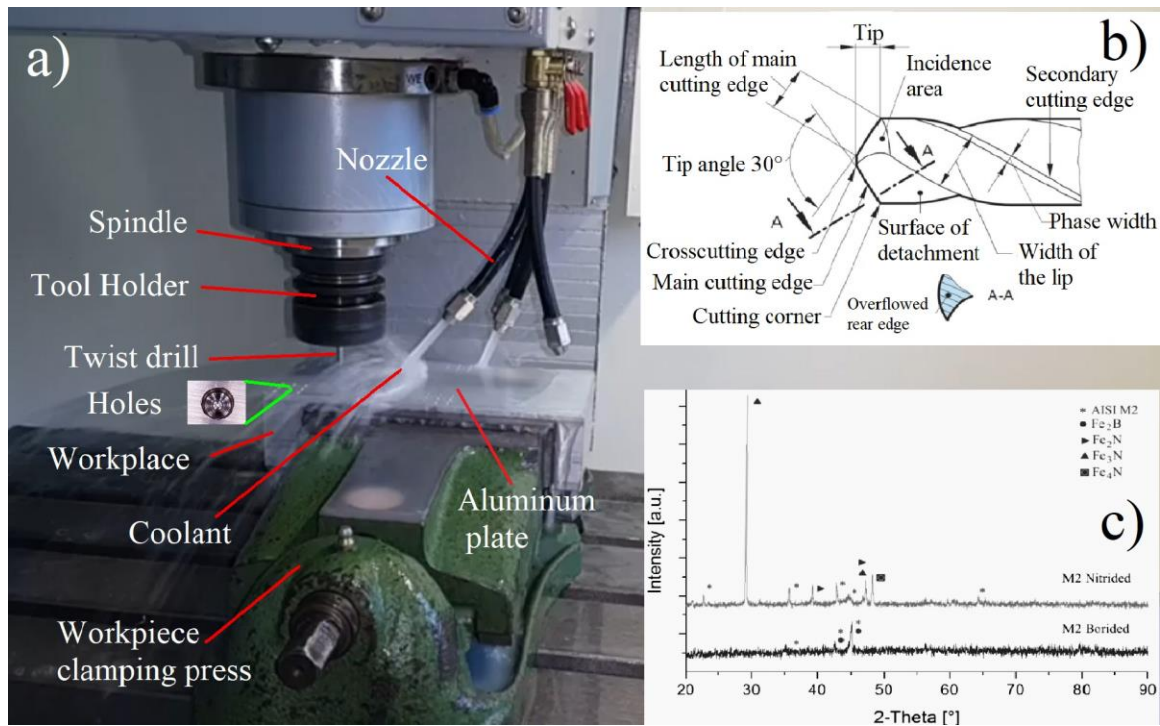 a)
WE
Nozzle
Spindle
Tool Holder
Twist drill
Holes
Workplace
Coolant
Aluminum
plate
Workpiece
clamping press
b)
Tip
Length of main
cutting edge
Incidence
area
Secondary
cutting edge
A
Tip angle 30°
A
Phase width
Surface of
detachment
Width of
the lip
Crosscutting edge
Main cutting edge
Cutting corner
Overflowed
rear edge
A-A
c)
* AISI M2
● Fe₂B
► Fe₂N
▲ Fe₃N
■ Fe₄N
Intensity [a.u.]
M2 Nitrided
M2 Borided
20 30 40 50 60 70 80 90
2-Theta [°]